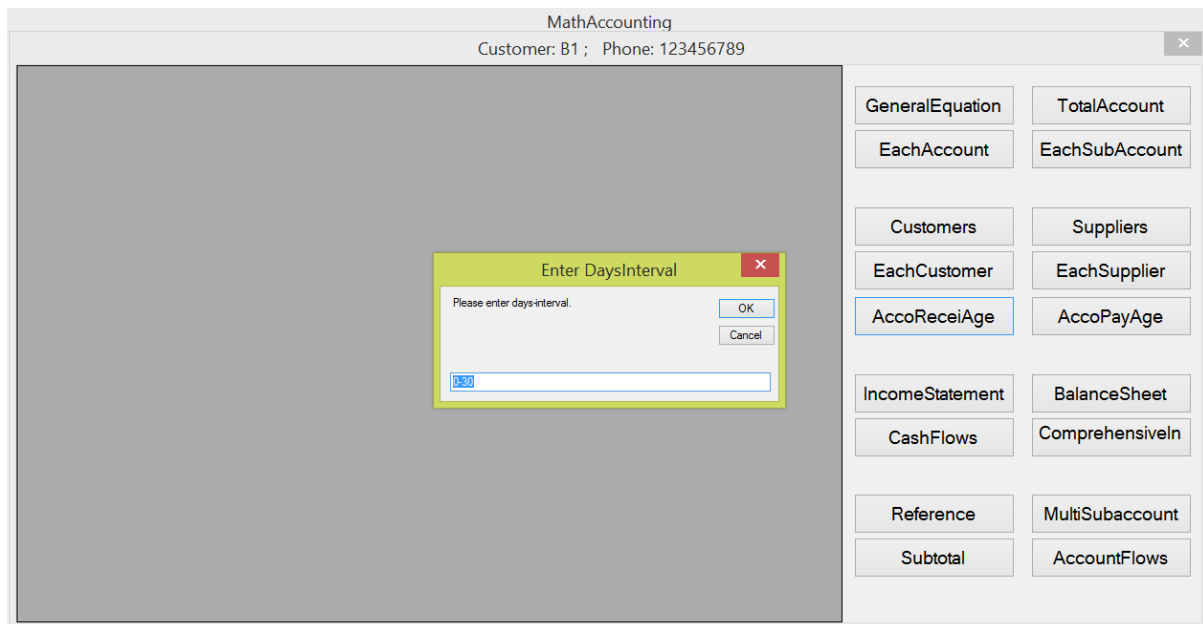 MathAccounting
Customer: B1 ; Phone: 123456789
GeneralEquation
TotalAccount
EachAccount
EachSubAccount
Customers
Suppliers
Enter DaysInterval
EachCustomer
EachSupplier
Please enter days-interval.
OK
Cancel
AccoReceiAge
AccoPayAge
0-30
IncomeStatement
BalanceSheet
CashFlows
ComprehensiveIn
Reference
MultiSubaccount
Subtotal
AccountFlows